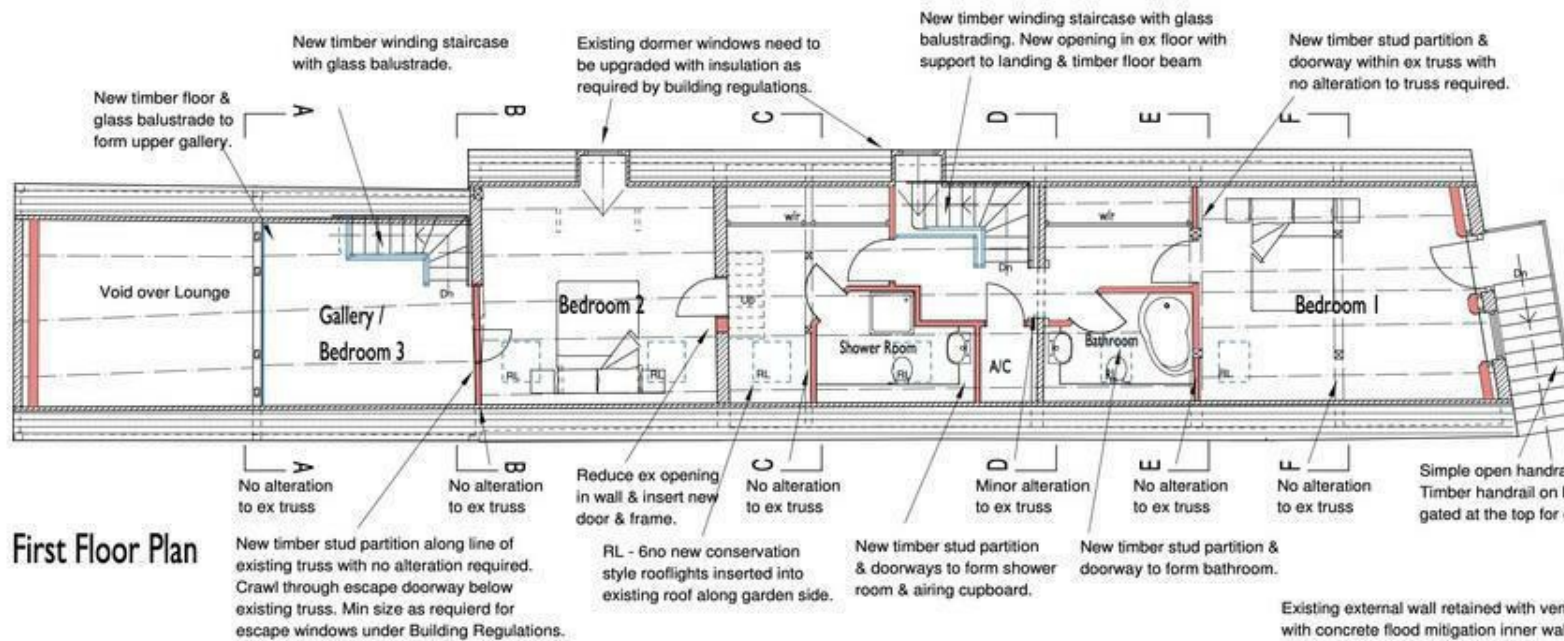 New timber winding staircase
with glass balustrade.
Existing dormer windows need to
be upgraded with insulation as
required by building regulations.
New timber winding staircase with glass
balustrading. New opening in ex floor with
support to landing & timber floor beam
New timber stud partition &
doorway within ex truss with
no alteration to truss required.
New timber floor &
glass balustrade to
form upper gallery.
A
B
C
D
E
F
w/r
w/r
Void over Lounge
Gallery /
Bedroom 3
Dn
Bedroom 2
Up
Dn
Bedroom 1
Dn
Shower Room
A/C
Bathroom
RL
RL
RL
RL
RL
RL
A
B
C
D
E
F
No alteration
to ex truss
No alteration
to ex truss
Reduce ex opening
in wall & insert new
door & frame.
No alteration
to ex truss
Minor alteration
to ex truss
No alteration
to ex truss
No alteration
to ex truss
Simple open handra
Timber handrail on
gated at the top for
First Floor Plan
New timber stud partition along line of
existing truss with no alteration required.
Crawl through escape doorway below
existing truss. Min size as requierd for
escape windows under Building Regulations.
RL - 6no new conservation
style rooflights inserted into
existing roof along garden side.
New timber stud partition
& doorways to form shower
room & airing cupboard.
New timber stud partition &
doorway to form bathroom.
Existing external wall retained with ven
with concrete flood mitigation inner wal